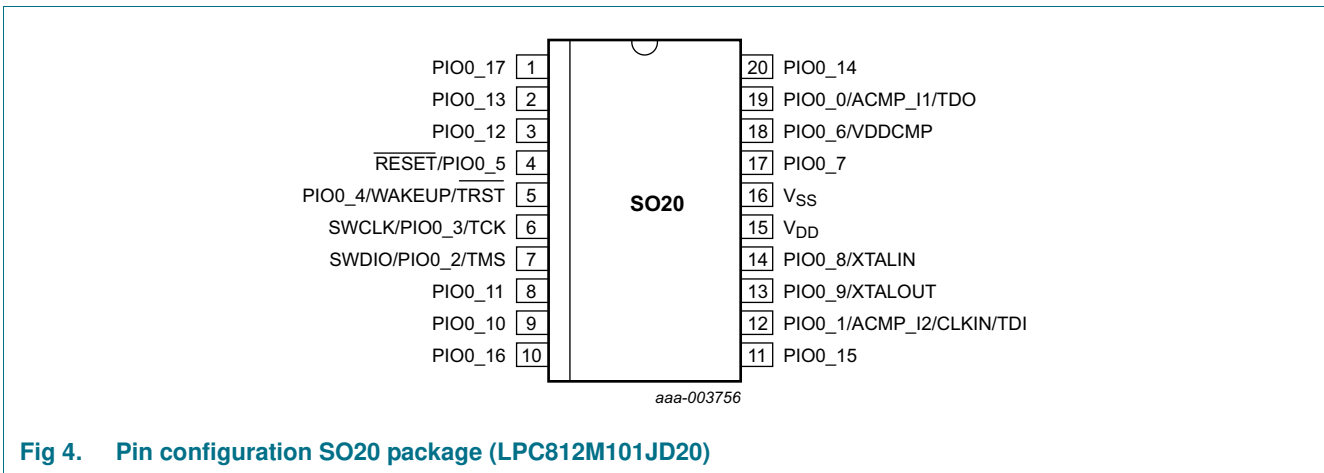 PIO0_17 1
PIO0_13 2
PIO0_12 3
RESET/PIO0_5 4
PIO0_4/WAKEUP/TRST 5
SWCLK/PIO0_3/TCK 6
SWDIO/PIO0_2/TMS 7
PIO0_11 8
PIO0_10 9
PIO0_16 10
SO20
20 PIO0_14
19 PIO0_0/ACMP_I1/TDO
18 PIO0_6/VDDCMP
17 PIO0_7
16 VSS
15 VDD
14 PIO0_8/XTALIN
13 PIO0_9/XTALOUT
12 PIO0_1/ACMP_I2/CLKIN/TDI
11 PIO0_15
aaa-003756
Fig 4. Pin configuration SO20 package (LPC812M101JD20)